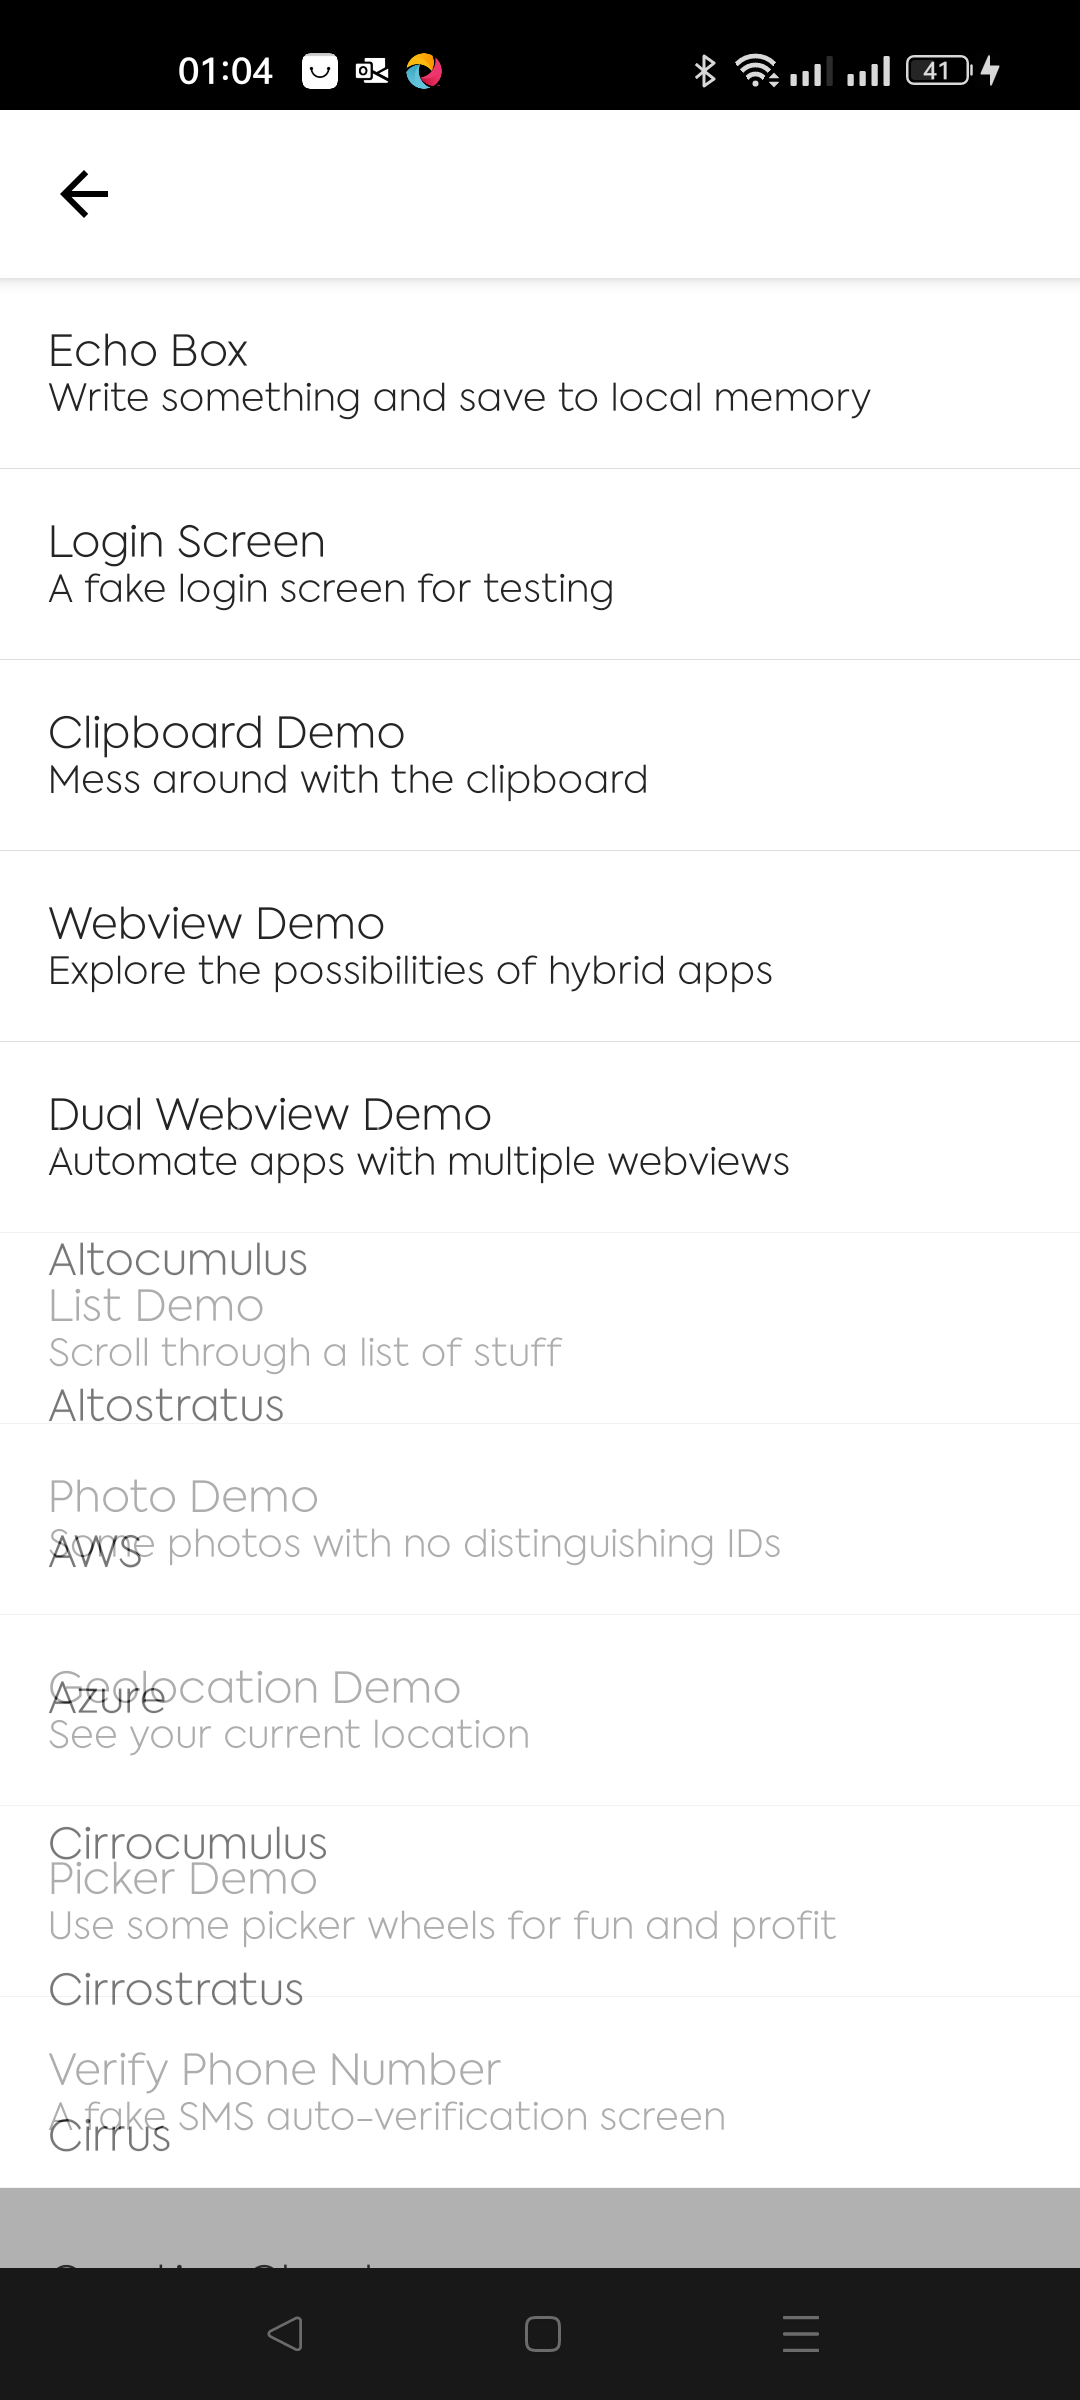 01:04
41
Echo Box
Write something and save to local memory
Login Screen
A fake login screen for testing
Clipboard Demo
Mess around with the clipboard
Webview Demo
Explore the possibilities of hybrid apps
Dual Webview Demo
Automate apps with multiple webviews
Altocumulus
List Demo
Scroll through a list of stuff
Altostratus
Photo Demo
Some photos with no distinguishing IDs
AWS
Geolocation Demo
Azure
See your current location
Cirrocumulus
Picker Demo
Use some picker wheels for fun and profit
Cirrostratus
Verify Phone Number
A fake SMS auto-verification screen
Cirrus